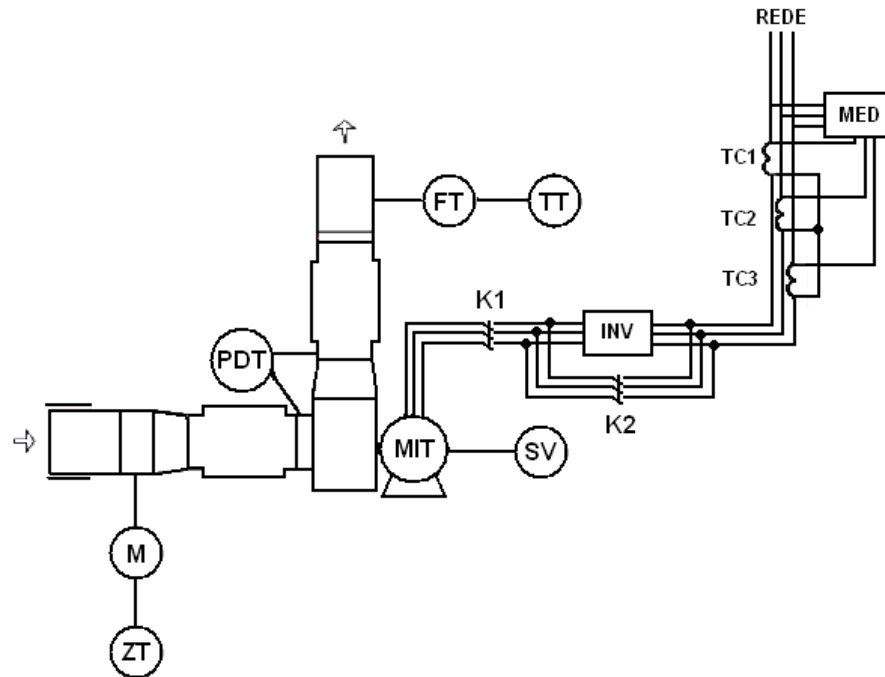 REDE
MED
TC1
FT
TT
TC2
TC3
K1
INV
PDT
K2
MIT
SV
M
ZT